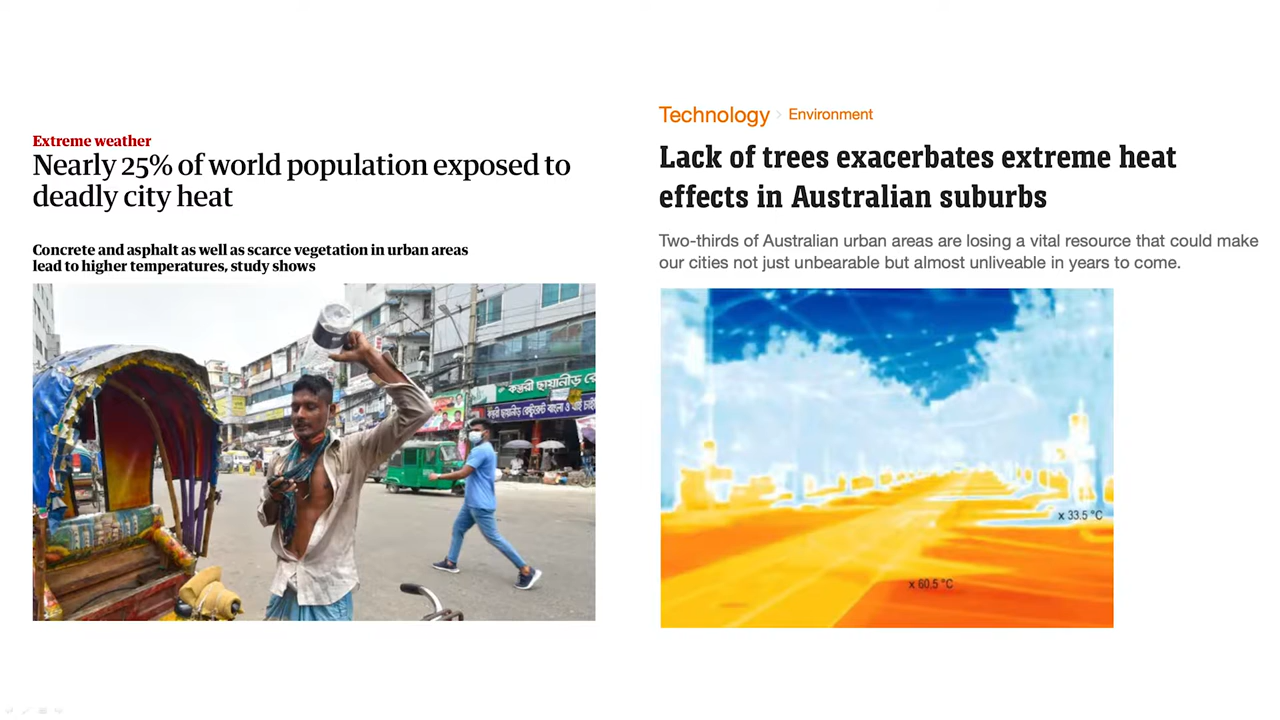 Extreme weather
Nearly 25% of world population exposed to
deadly city heat
Concrete and asphalt as well as scarce vegetation in urban areas
lead to higher temperatures, study shows
কস্তুরী ছায়ানীড় রে
কস্তুরী ছায়ানীড় রেস্টুরেন্ট বাংলা ও
Technology › Environment
Lack of trees exacerbates extreme heat
effects in Australian suburbs
Two-thirds of Australian urban areas are losing a vital resource that could make
our cities not just unbearable but almost unliveable in years to come.
x 33.5 °C
x 60.5 °C